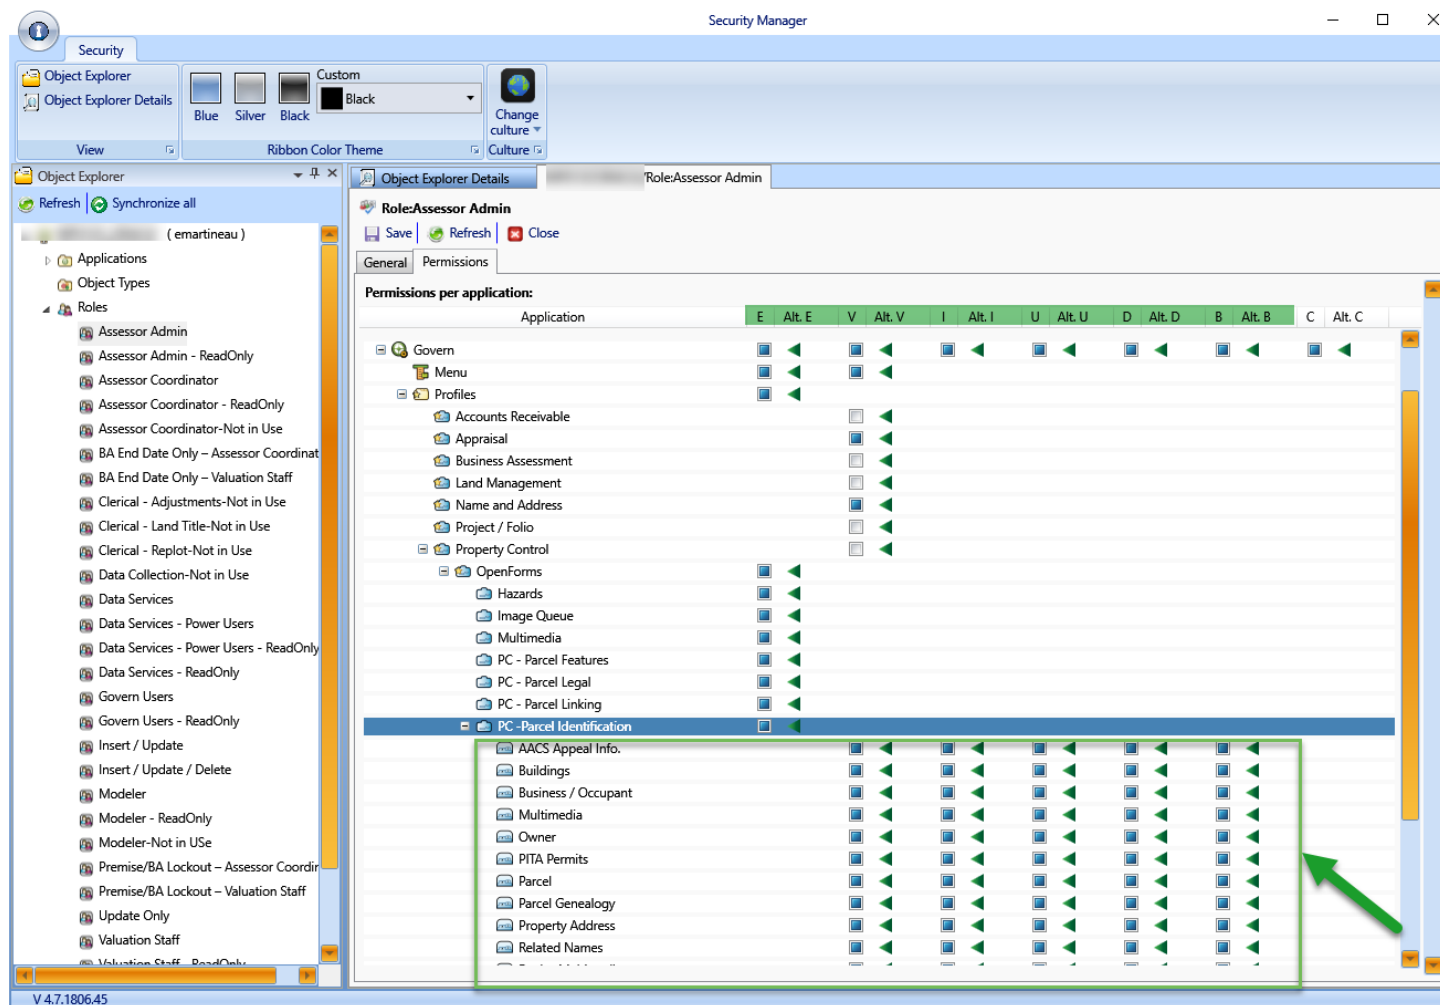 Security Manager
Security
Object Explorer
Object Explorer Details
View
Blue
Silver
Black
Custom
Black
Ribbon Color Theme
Change culture
Culture
Object Explorer
Refresh
Synchronize all
( emartineau )
Applications
Object Types
Roles
Assessor Admin
Assessor Admin - ReadOnly
Assessor Coordinator
Assessor Coordinator - ReadOnly
Assessor Coordinator-Not in Use
BA End Date Only – Assessor Coordinat
BA End Date Only – Valuation Staff
Clerical - Adjustments-Not in Use
Clerical - Land Title-Not in Use
Clerical - Replot-Not in Use
Data Collection-Not in Use
Data Services
Data Services - Power Users
Data Services - Power Users - ReadOnly
Data Services - ReadOnly
Govern Users
Govern Users - ReadOnly
Insert / Update
Insert / Update / Delete
Modeler
Modeler - ReadOnly
Modeler-Not in USe
Premise/BA Lockout – Assessor Coordir
Premise/BA Lockout – Valuation Staff
Update Only
Valuation Staff
Valuation Staff - ReadOnly
V 4.7.1806.45
Object Explorer Details
/Role:Assessor Admin
Role:Assessor Admin
Save
Refresh
Close
General
Permissions
Permissions per application:
Application E Alt. E V Alt. V I Alt. I U Alt. U D Alt. D B Alt. B C Alt. C
Govern
Menu
Profiles
Accounts Receivable
Appraisal
Business Assessment
Land Management
Name and Address
Project / Folio
Property Control
OpenForms
Hazards
Image Queue
Multimedia
PC - Parcel Features
PC - Parcel Legal
PC - Parcel Linking
PC -Parcel Identification
AACS Appeal Info.
Buildings
Business / Occupant
Multimedia
Owner
PITA Permits
Parcel
Parcel Genealogy
Property Address
Related Names